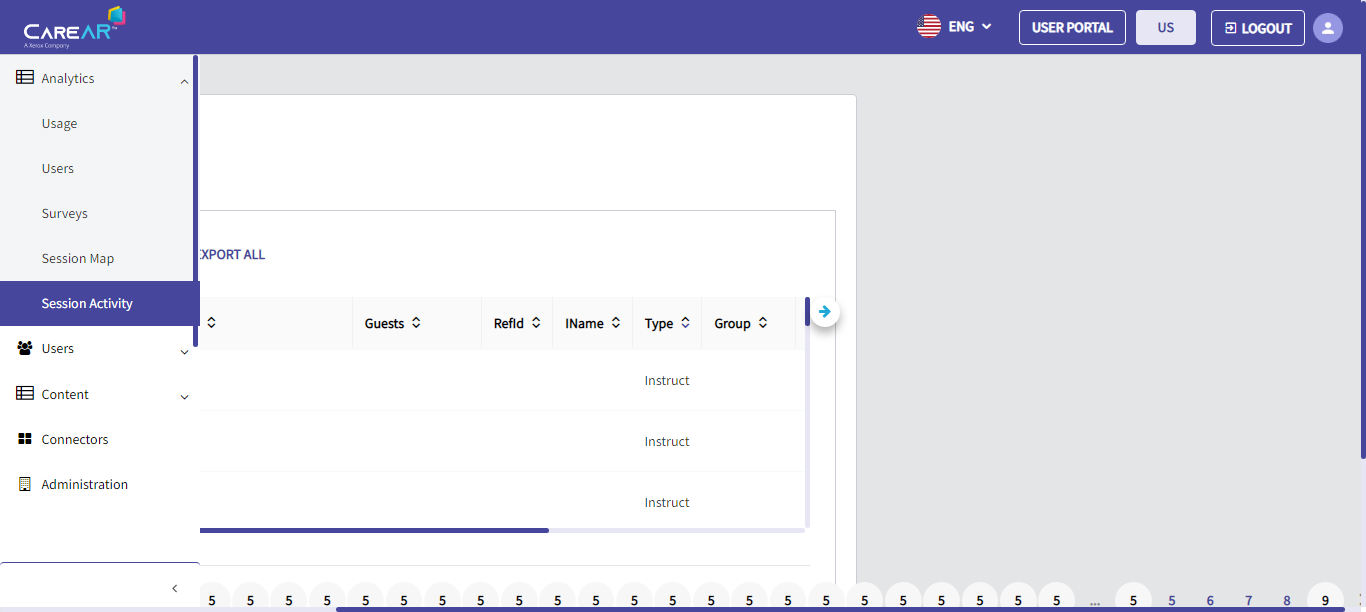 CAREAR™
A Xerox Company
ENG
USER PORTAL
US
LOGOUT
Analytics
Usage
Users
Surveys
Session Map
Session Activity
Users
Content
Connectors
Administration
EXPORT ALL
Guests RefId IName Type Group
Instruct
Instruct
Instruct
5 5 5 5 5 5 5 5 5 5 5 5 5 5 5 5 5 5 5 5 5 5 5 ... 5 5 6 7 8 9